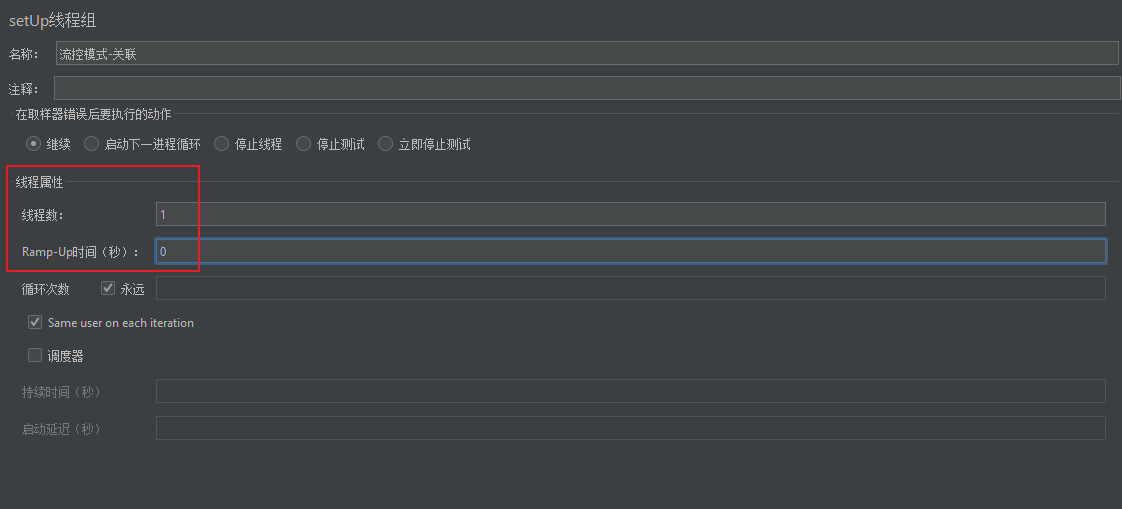 setUp线程组
名称： 流控模式-关联
注释：
在取样器错误后要执行的动作
继续 启动下一进程循环 停止线程 停止测试 立即停止测试
线程属性
线程数： 1
Ramp-Up时间（秒）： 0
循环次数 永远
Same user on each iteration
调度器
持续时间（秒）
启动延迟（秒）